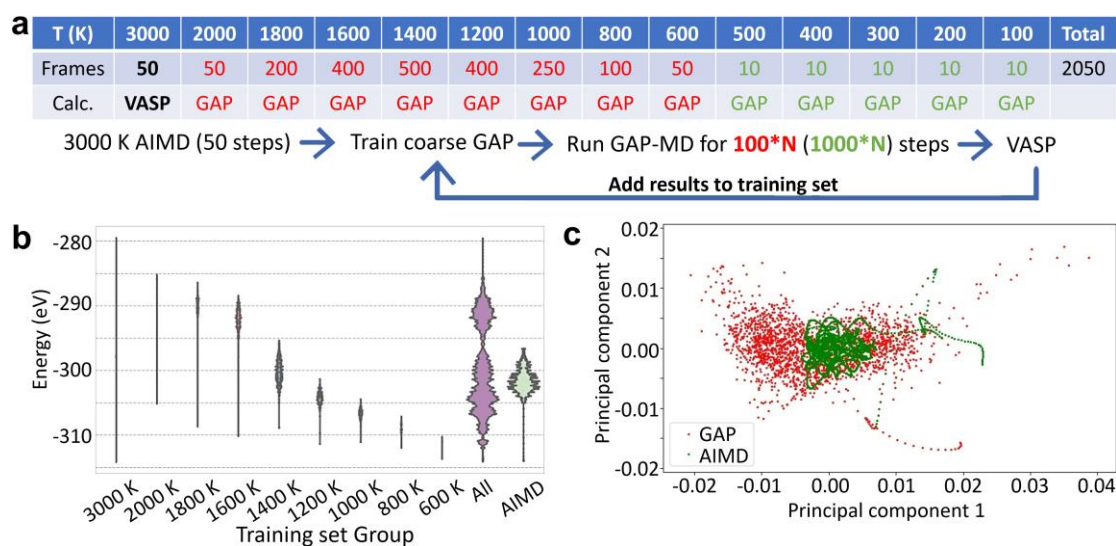 a
T (K) 3000 2000 1800 1600 1400 1200 1000 800 600 500 400 300 200 100 Total
Frames 50 50 200 400 500 400 250 100 50 10 10 10 10 10 2050
Calc. VASP GAP GAP GAP GAP GAP GAP GAP GAP GAP GAP GAP GAP GAP
3000 K AIMD (50 steps) Train coarse GAP Run GAP-MD for 100*N (1000*N) steps VASP
Add results to training set
b
Energy (eV)
-280
-290
-300
-310
3000 K 2000 K 1800 K 1600 K 1400 K 1200 K 1000 K 800 K 600 K All AIMD
Training set Group
c
Principal component 2
0.02
0.01
0.00
-0.01
-0.02
GAP
AIMD
-0.02 -0.01 0.00 0.01 0.02 0.03 0.04
Principal component 1